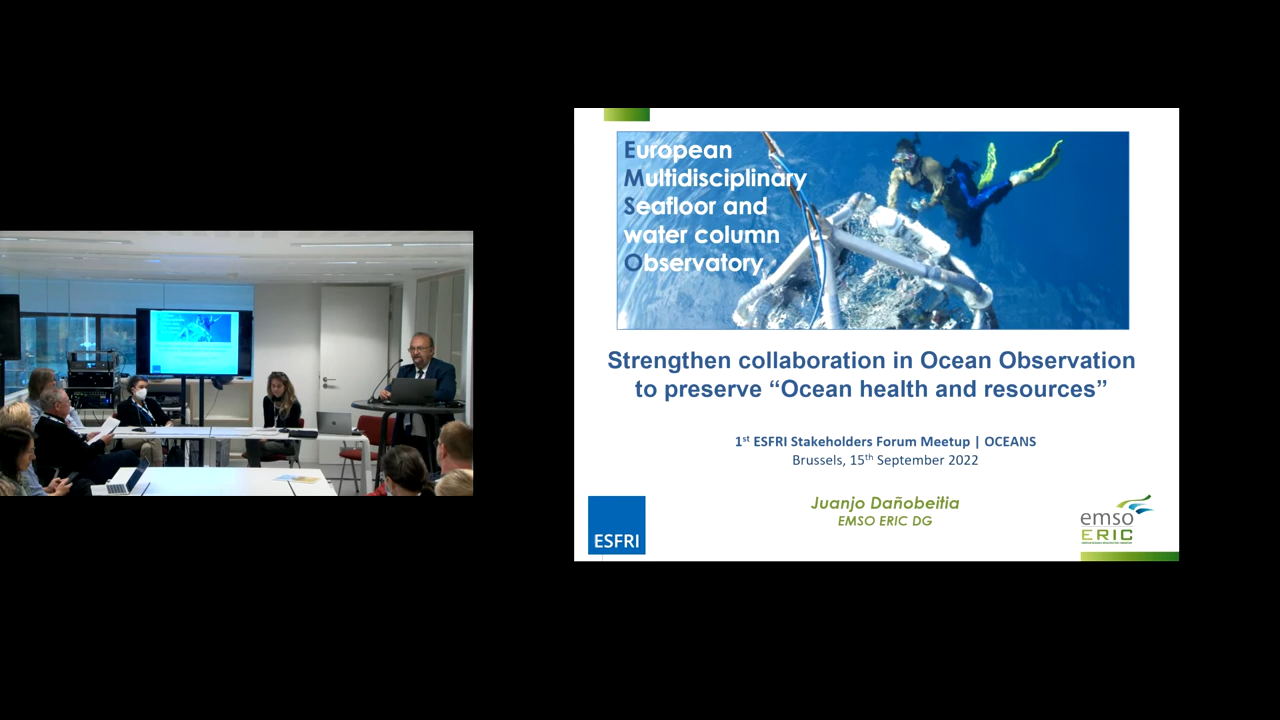 European
Multidisciplinary
Seafloor and
water column
Observatory
Strengthen collaboration in Ocean Observation
to preserve “Ocean health and resources”
1st ESFRI Stakeholders Forum Meetup | OCEANS
Brussels, 15th September 2022
Juanjo Dañobeitia
EMSO ERIC DG
ESFRI
emso
ERIC